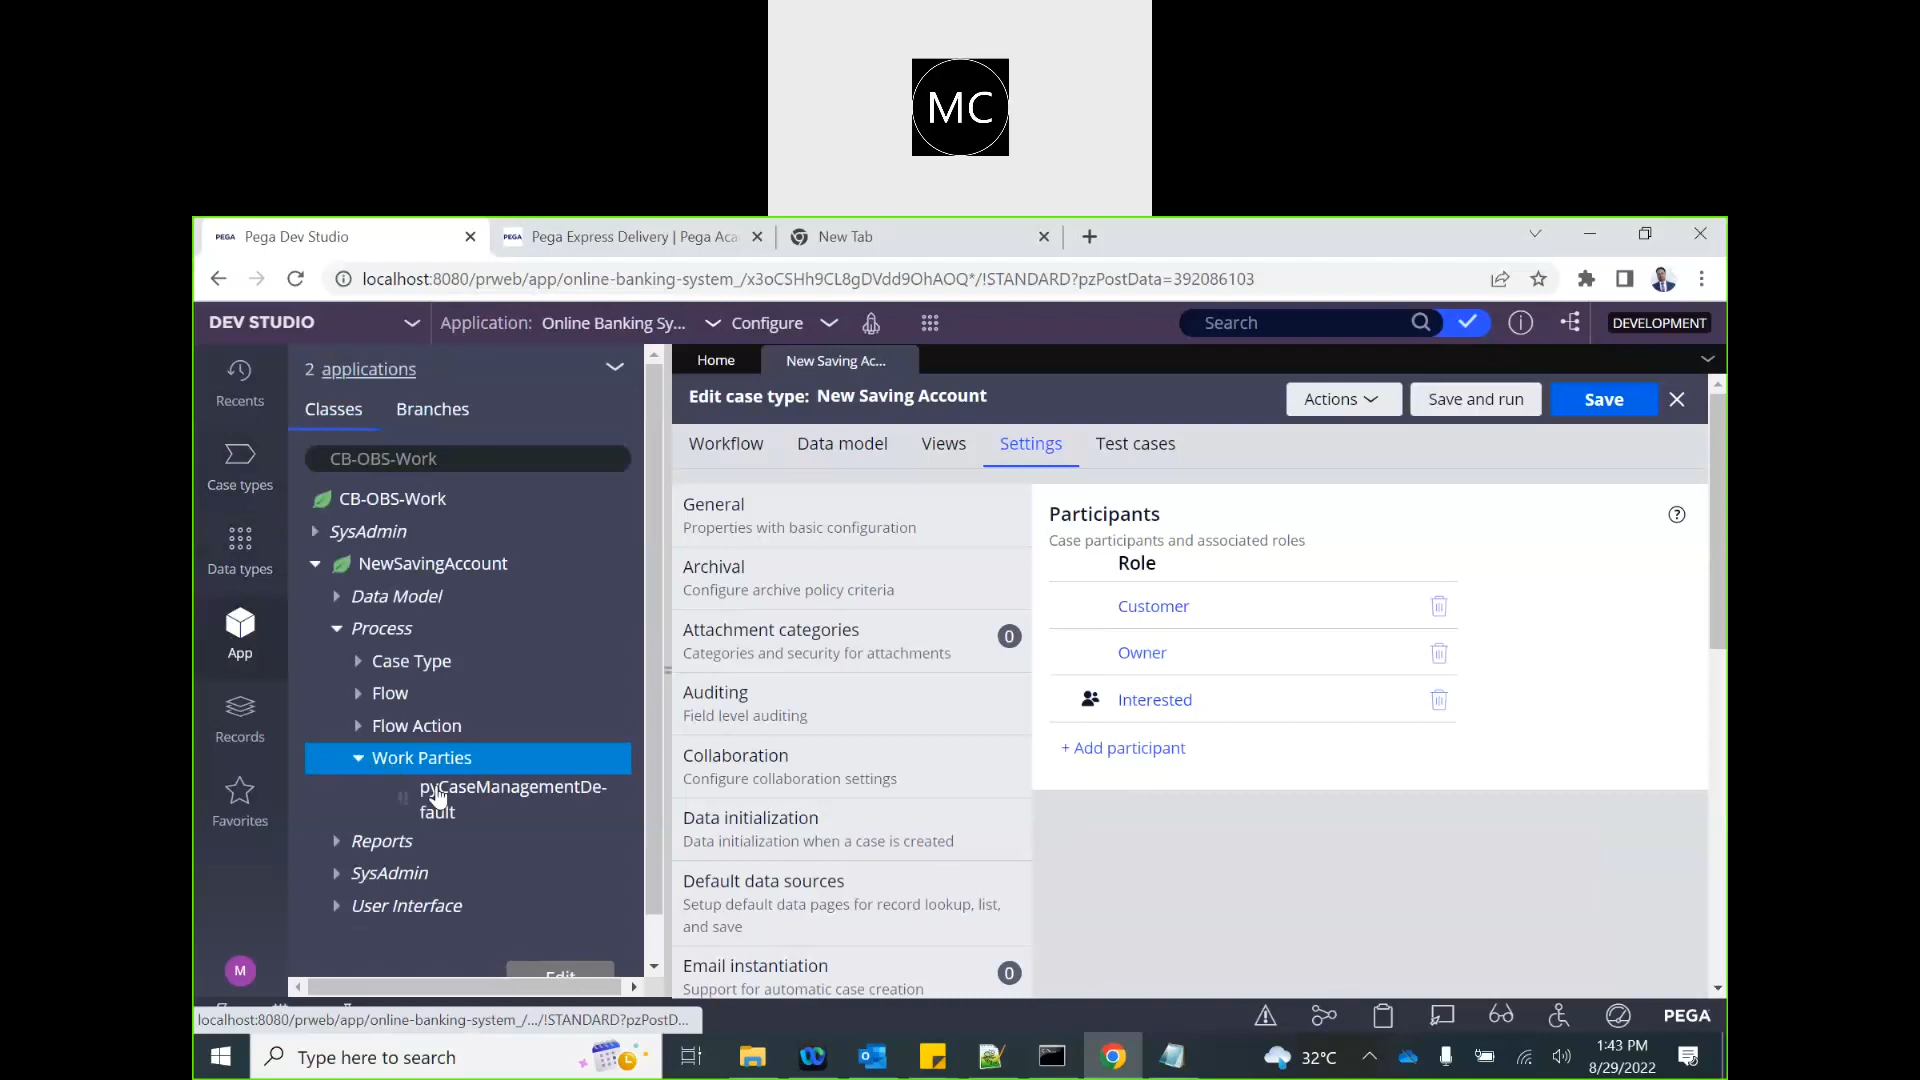 MC
PEGA Pega Dev Studio
PEGA Pega Express Delivery | Pega Aca
New Tab
localhost:8080/prweb/app/online-banking-system_/x3oCSHh9CL8gDVdd9OhAOQ*/!STANDARD?pzPostData=392086103
DEV STUDIO
Application: Online Banking Sy...
Configure
Search
DEVELOPMENT
Recents
Case types
Data types
App
Records
Favorites
M
2 applications
Classes
Branches
CB-OBS-Work
CB-OBS-Work
SysAdmin
NewSavingAccount
Data Model
Process
Case Type
Flow
Flow Action
Work Parties
pyCaseManagementDe-
fault
Reports
SysAdmin
User Interface
Edit
Home
New Saving Ac...
Edit case type: New Saving Account
Actions
Save and run
Save
Workflow
Data model
Views
Settings
Test cases
General
Properties with basic configuration
Archival
Configure archive policy criteria
Attachment categories
Categories and security for attachments
0
Auditing
Field level auditing
Collaboration
Configure collaboration settings
Data initialization
Data initialization when a case is created
Default data sources
Setup default data pages for record lookup, list,
and save
Email instantiation
Support for automatic case creation
0
Participants
Case participants and associated roles
Role
Customer
Owner
Interested
+ Add participant
localhost:8080/prweb/app/online-banking-system_/.../!STANDARD?pzPostD...
PEGA
Type here to search
32°C
1:43 PM
8/29/2022